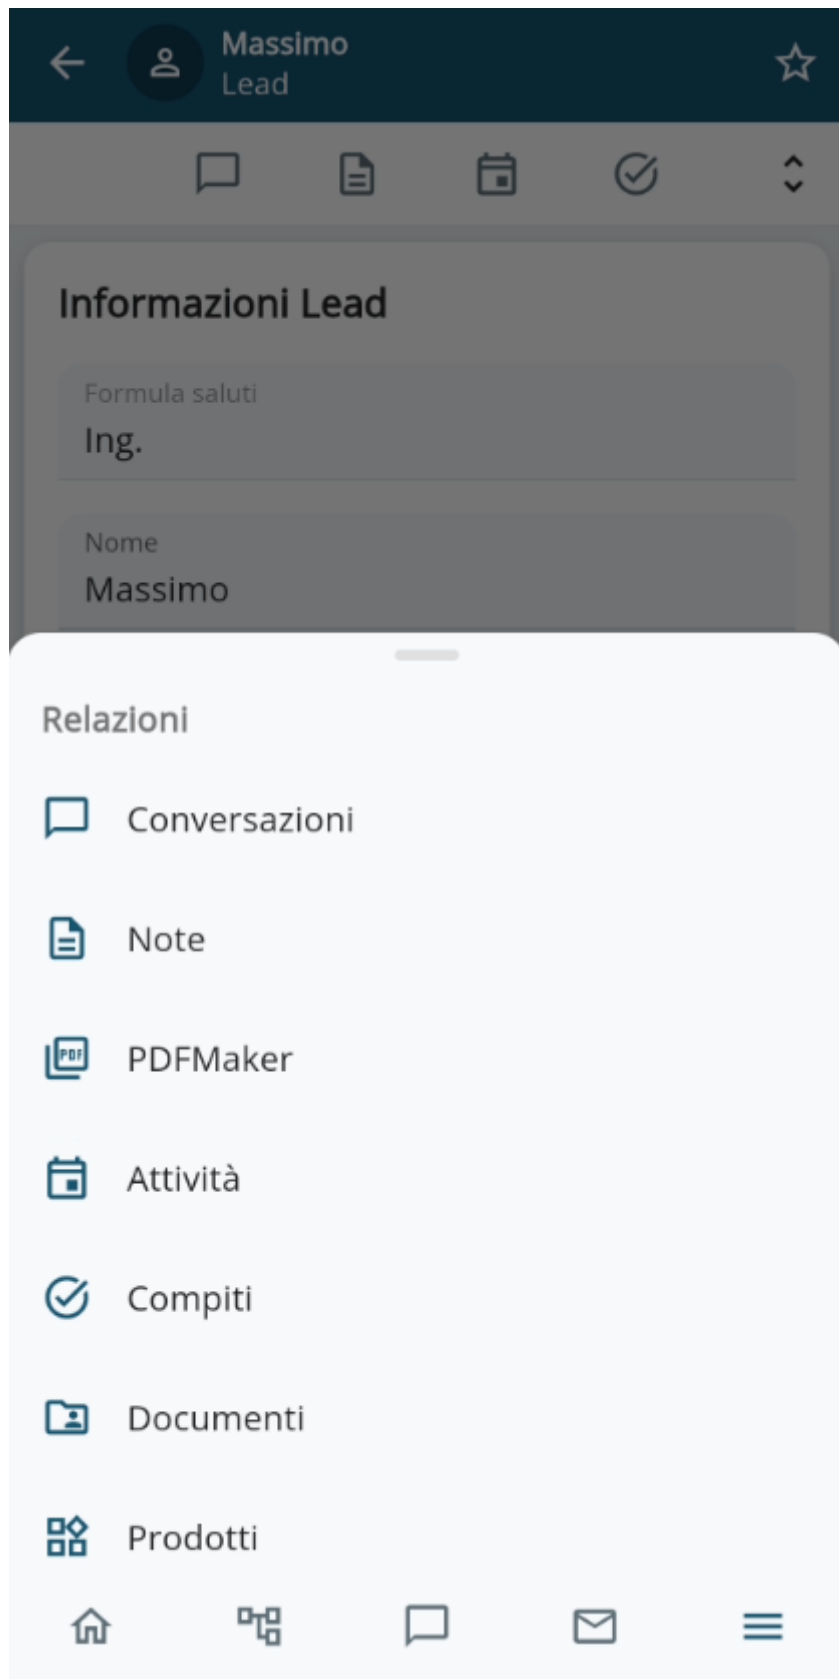 Massimo
Lead
Informazioni Lead
Formula saluti
Ing.
Nome
Massimo
Relazioni
Conversazioni
Note
PDF
PDFMaker
Attività
Compiti
Documenti
Prodotti